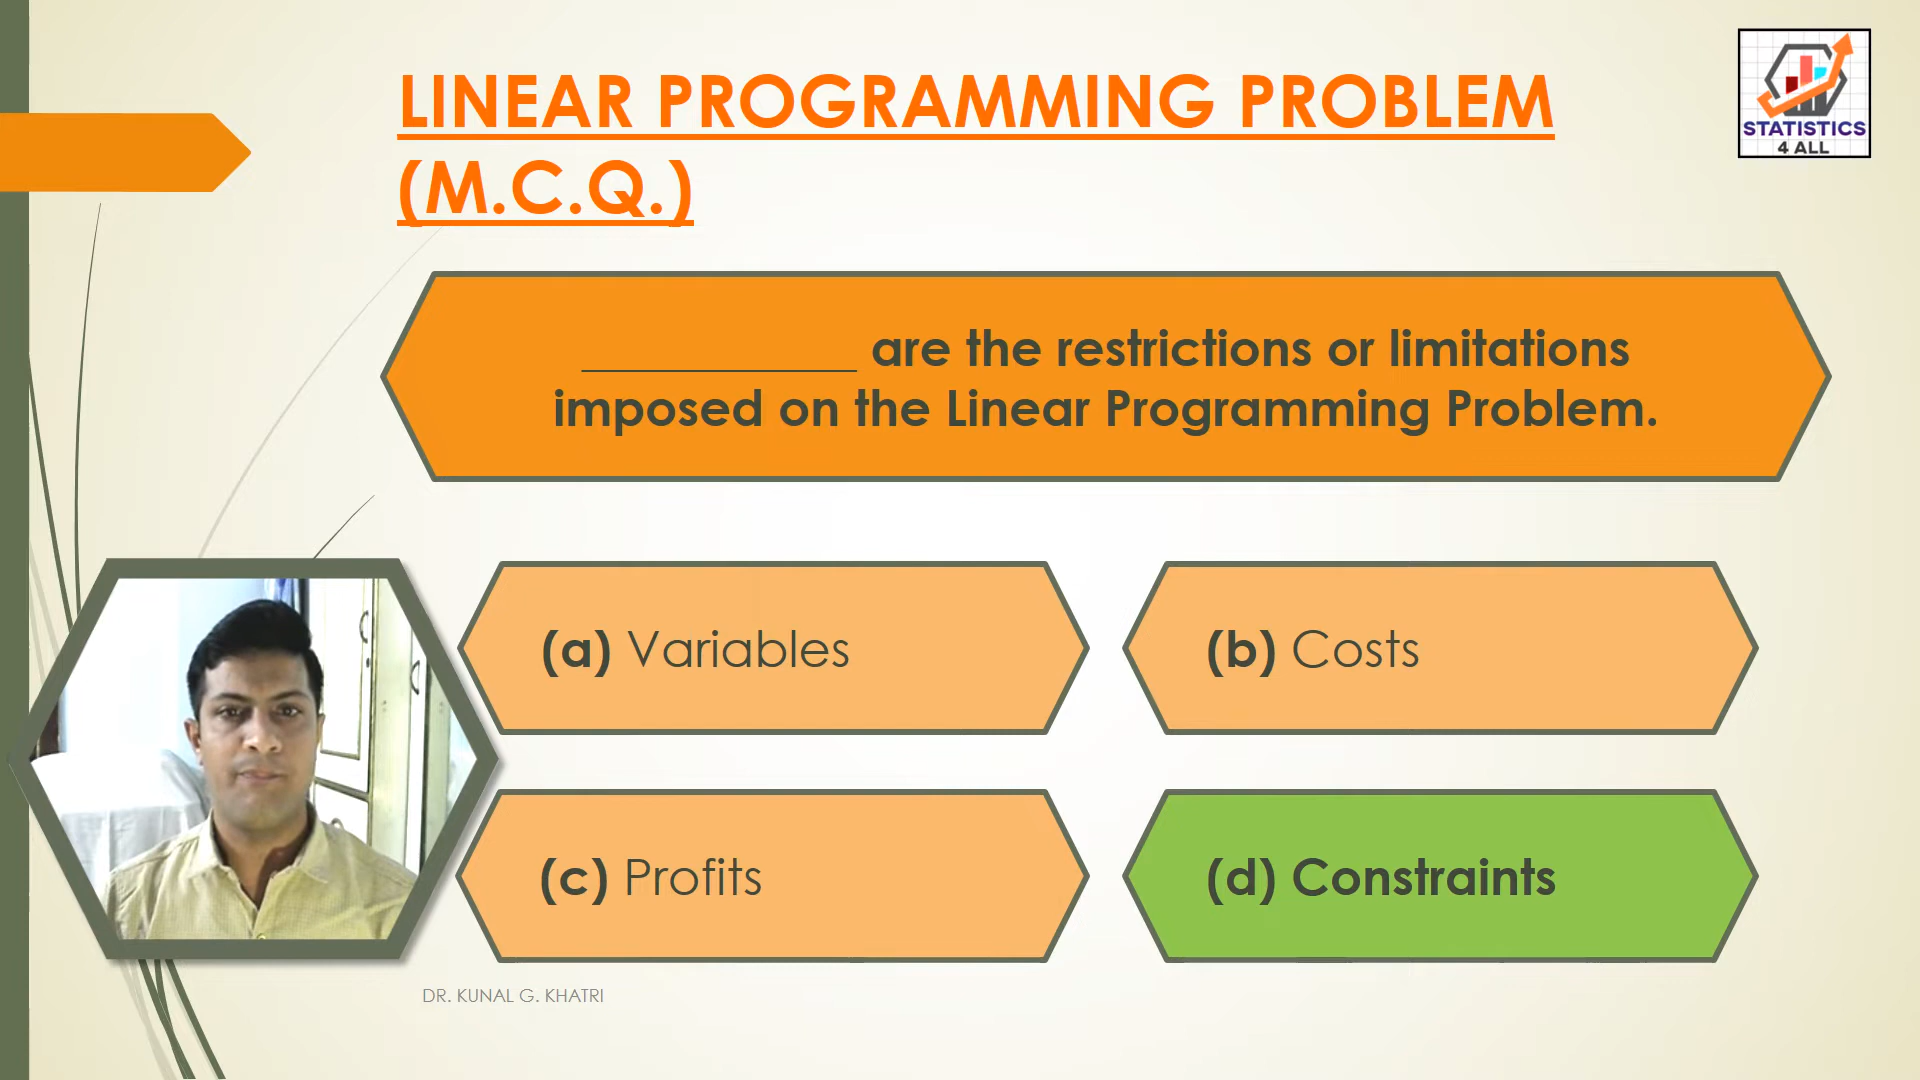 LINEAR PROGRAMMING PROBLEM
(M.C.Q.)
STATISTICS
4 ALL
___________ are the restrictions or limitations
imposed on the Linear Programming Problem.
(a) Variables
(b) Costs
(c) Profits
(d) Constraints
DR. KUNAL G. KHATRI